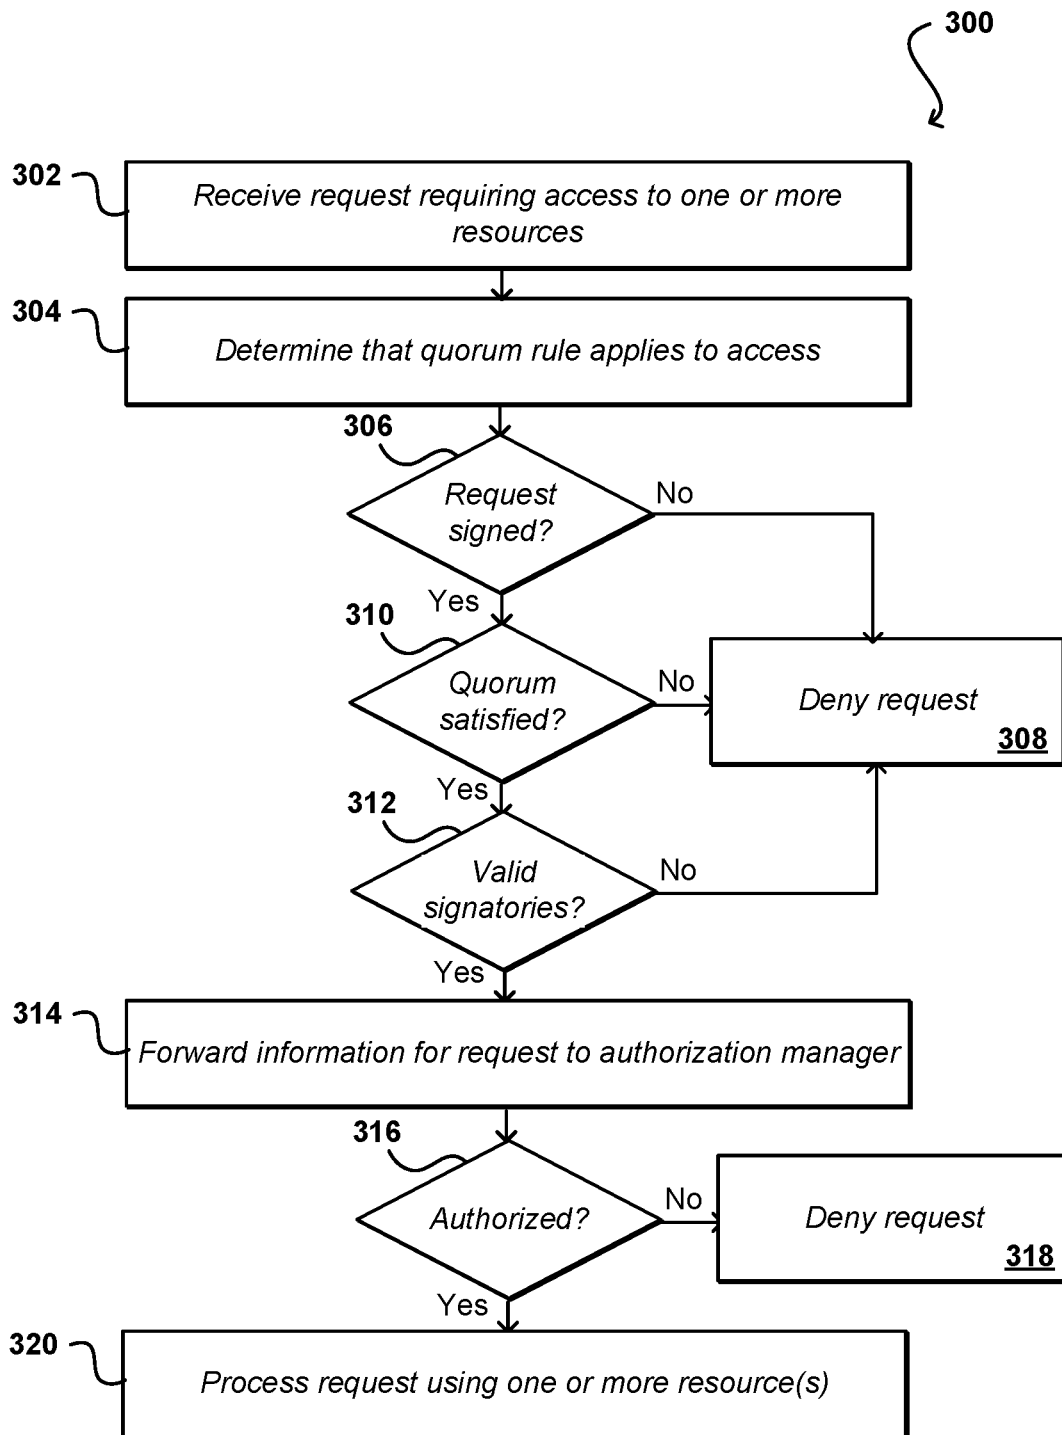 300
302
Receive request requiring access to one or more
resources
304
Determine that quorum rule applies to access
306
Request
signed?
No
Yes
310
Quorum
satisfied?
No
Deny request
308
Yes
312
Valid
signatories?
No
Yes
314
Forward information for request to authorization manager
316
Authorized?
No
Deny request
318
Yes
320
Process request using one or more resource(s)